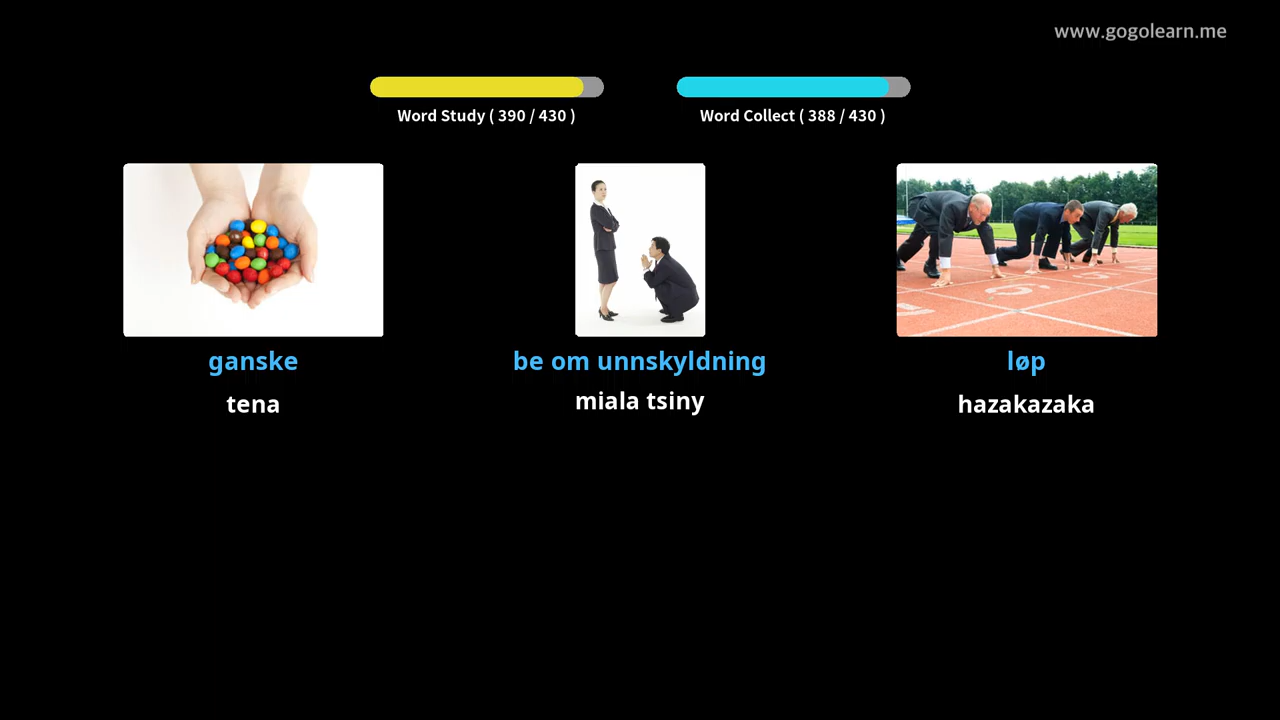 www.gogolearn.me
Word Study ( 390 / 430 )
Word Collect ( 388 / 430 )
ganske
be om unnskyldning
løp
tena
miala tsiny
hazakazaka